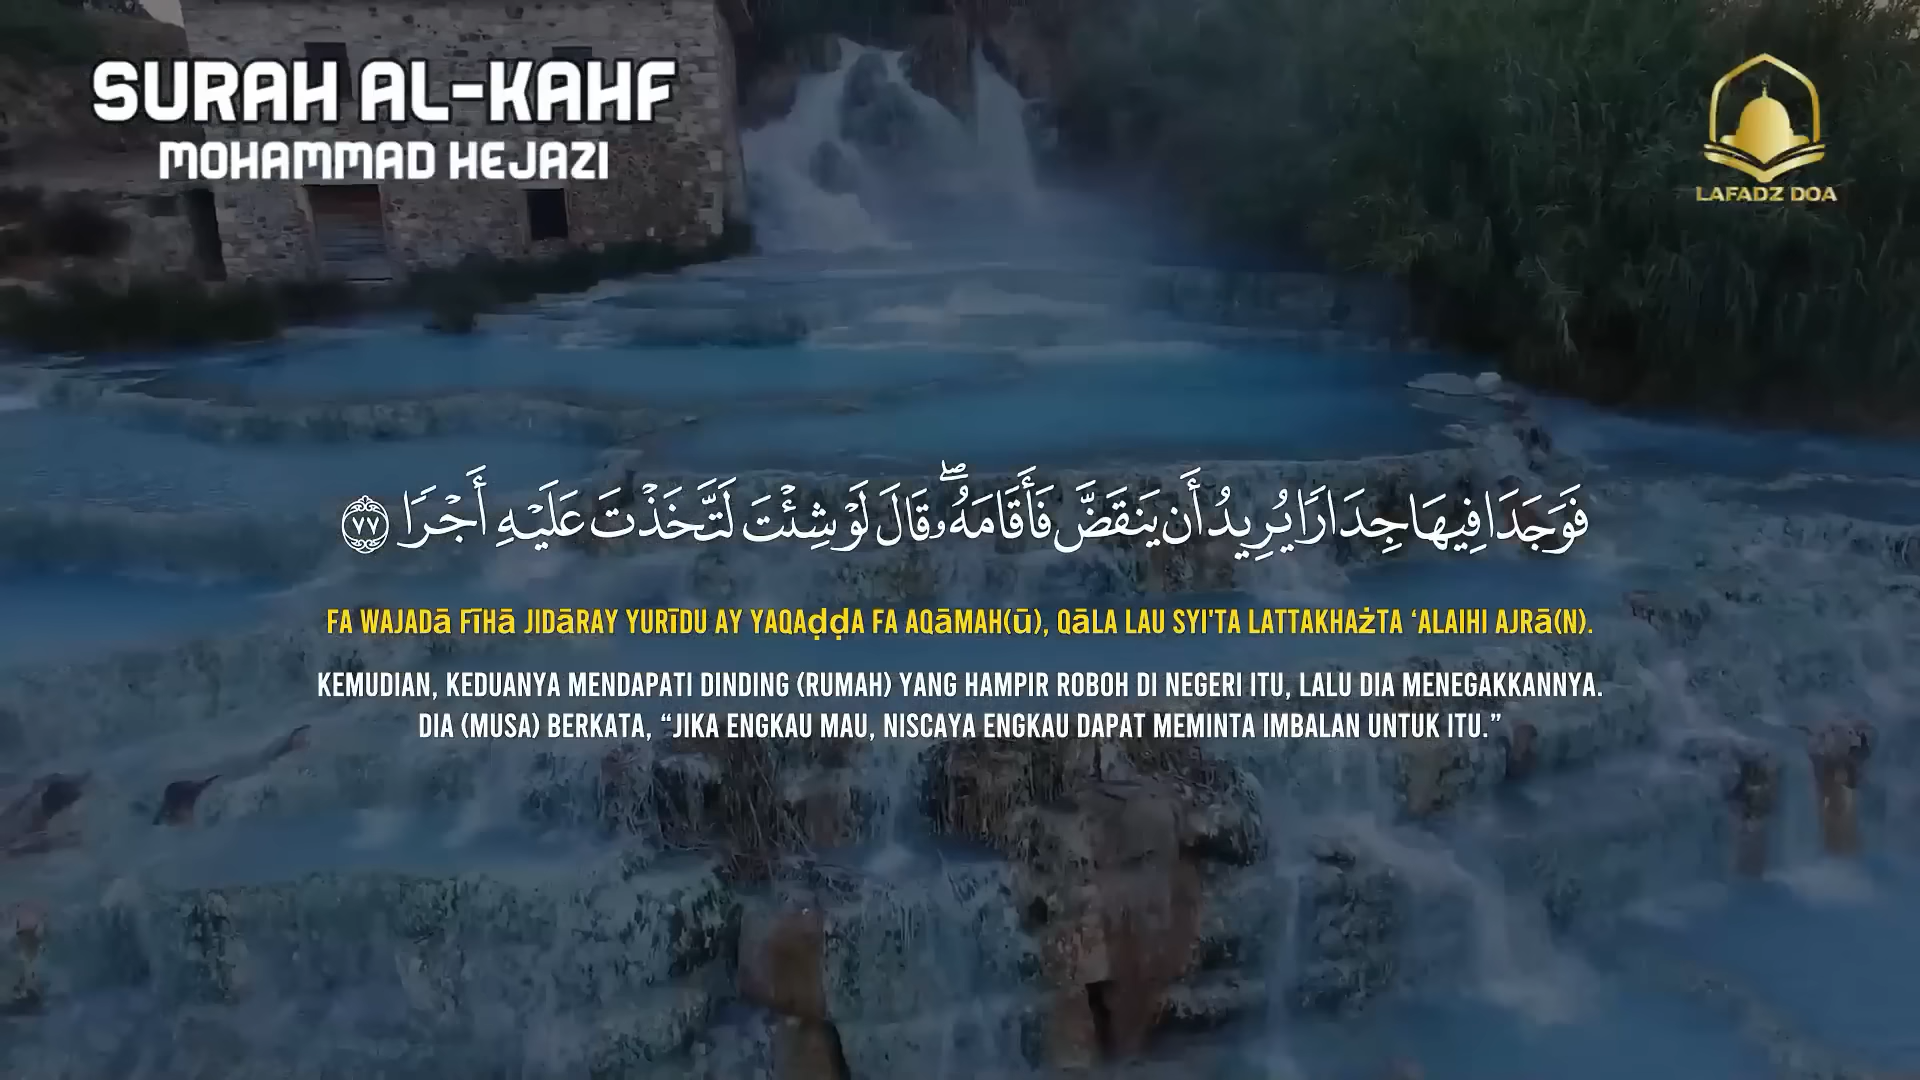 SURAH AL-KAHF
MOHAMMAD HEJAZI
LAFADZ DOA
فَوَجَدَا فِيهَا جِدَارًا يُرِيدُ أَن يَنقَضَّ فَأَقَامَهُۥۖ قَالَ لَوْ شِئْتَ لَتَّخَذْتَ عَلَيْهِ أَجْرًا ٧٧
FA WAJADā FīHā JIDāRAY YURīDU AY YAQAḍḍA FA AQāMAH(ū), QāLA LAU SYI'TA LATTAKHAżTA ‘ALAIHI AJRā(N).
KEMUDIAN, KEDUANYA MENDAPATI DINDING (RUMAH) YANG HAMPIR ROBOH DI NEGERI ITU, LALU DIA MENEGAKKANNYA.
DIA (MUSA) BERKATA, “JIKA ENGKAU MAU, NISCAYA ENGKAU DAPAT MEMINTA IMBALAN UNTUK ITU.”